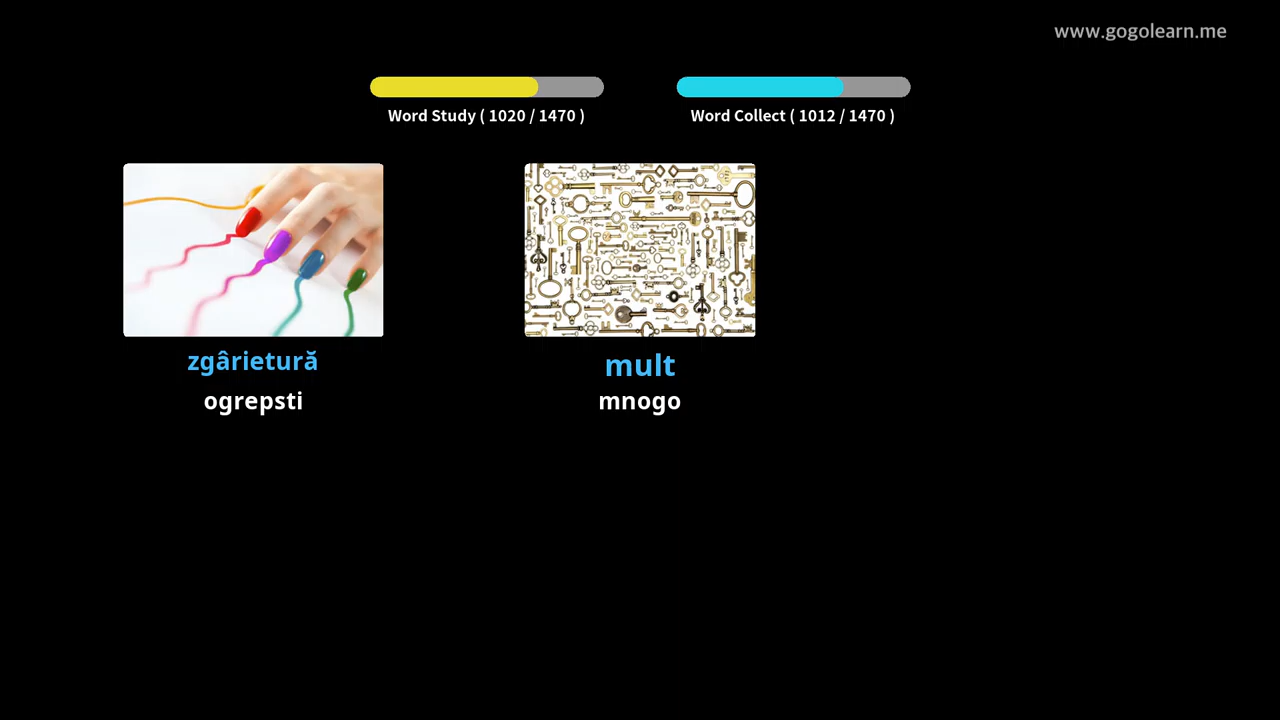 www.gogolearn.me
Word Study ( 1020 / 1470 )
Word Collect ( 1012 / 1470 )
zgârietură
ogrepsti
mult
mnogo